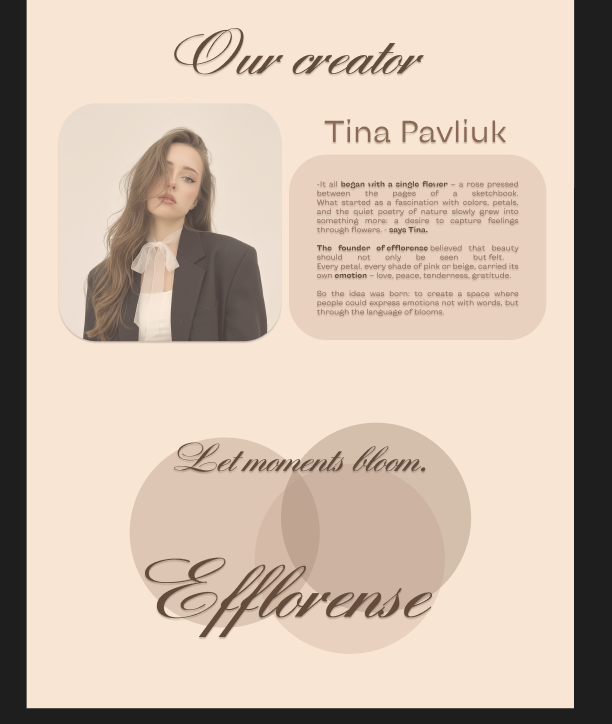 Our creator
Tina Pavliuk
-It all began with a single flower – a rose pressed
between the pages of a sketchbook.
What started as a fascination with colors, petals,
and the quiet poetry of nature slowly grew into
something more: a desire to capture feelings
through flowers. - says Tina.
The founder of efflorense believed that beauty
should not only be seen but felt.
Every petal, every shade of pink or beige, carried its
own emotion – love, peace, tenderness, gratitude.
So the idea was born: to create a space where
people could express emotions not with words, but
through the language of blooms.
Let moments bloom.
Efflorense